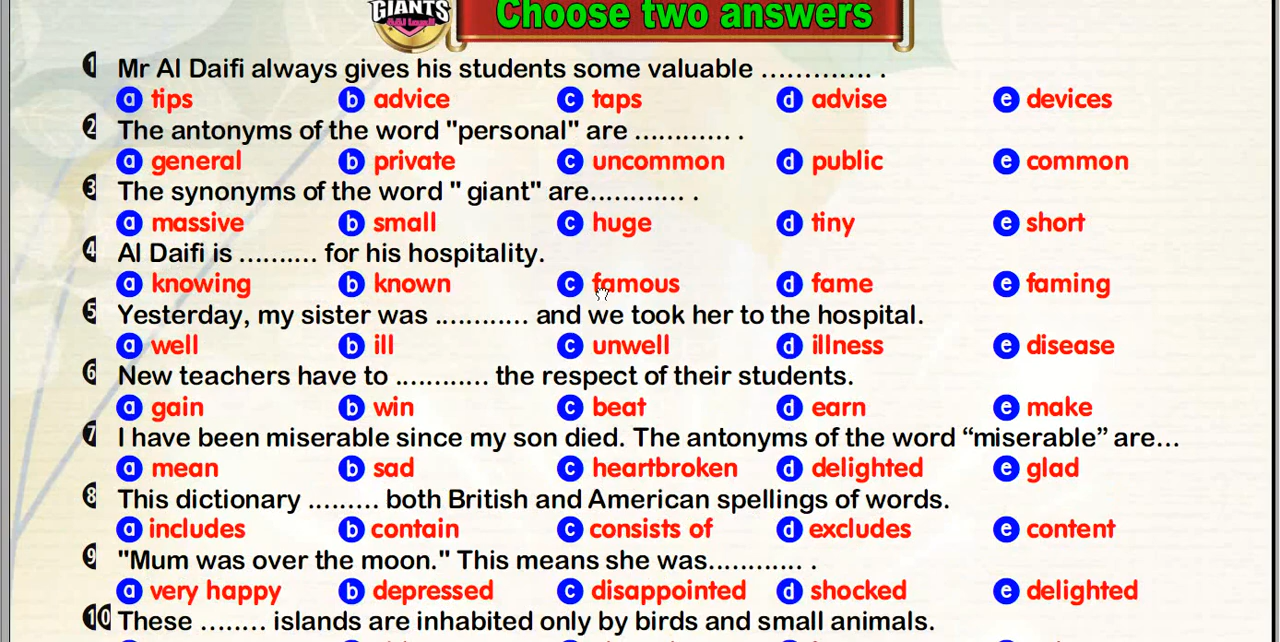 GIANTS
Choose two answers
1 Mr Al Daifi always gives his students some valuable ............. .
a tips b advice c taps d advise e devices
2 The antonyms of the word "personal" are ............ .
a general b private c uncommon d public e common
3 The synonyms of the word " giant" are............ .
a massive b small c huge d tiny e short
4 Al Daifi is .......... for his hospitality.
a knowing b known c famous d fame e faming
5 Yesterday, my sister was ............ and we took her to the hospital.
a well b ill c unwell d illness e disease
6 New teachers have to ............ the respect of their students.
a gain b win c beat d earn e make
7 I have been miserable since my son died. The antonyms of the word “miserable” are...
a mean b sad c heartbroken d delighted e glad
8 This dictionary ......... both British and American spellings of words.
a includes b contain c consists of d excludes e content
9 "Mum was over the moon." This means she was............ .
a very happy b depressed c disappointed d shocked e delighted
10 These ........ islands are inhabited only by birds and small animals.